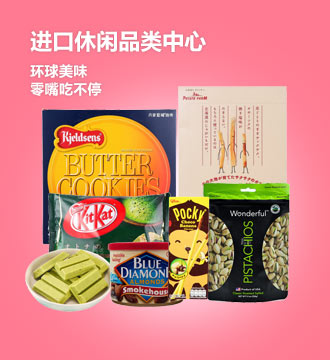 进口休闲品类中心
环球美味
零嘴吃不停
Kjeldsens
BUTTER
COOKIES
KitKat
Pocky
Choco
Banana
Wonderful
PISTACHIOS
BLUE
DIAMOND
ALMONDS
Smokehouse